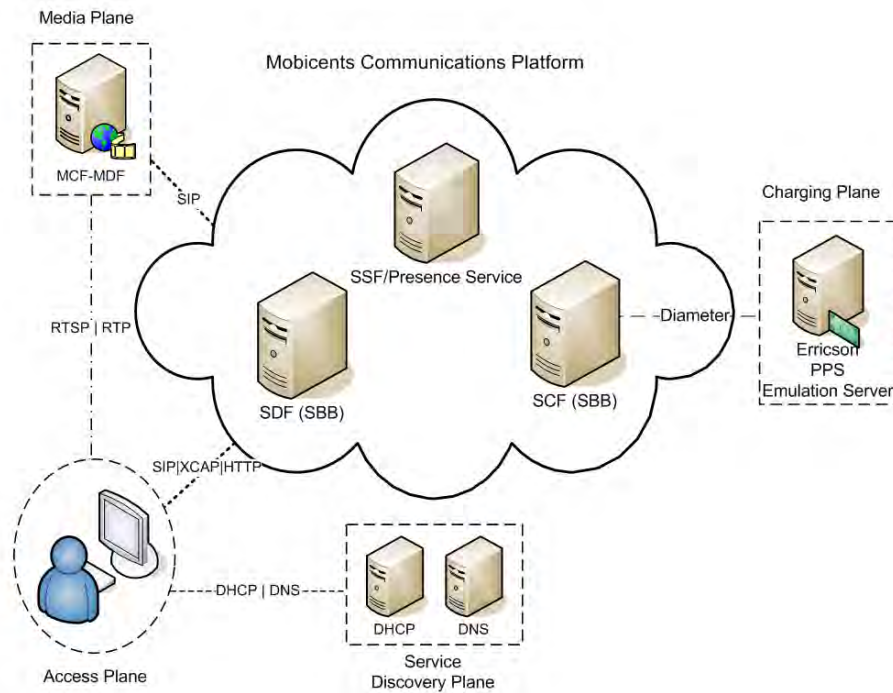 Media Plane
Mobicents Communications Platform
MCF-MDF
SIP
Charging Plane
SSF/Presence Service
RTSP | RTP
Diameter
Erricson
PPS
Emulation Server
SDF (SBB)
SCF (SBB)
SIP|XCAP|HTTP
DHCP | DNS
DHCP
DNS
Access Plane
Service
Discovery Plane